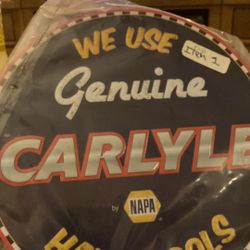 WE USE
Item 1
Genuine
CARLYLE
by NAPA